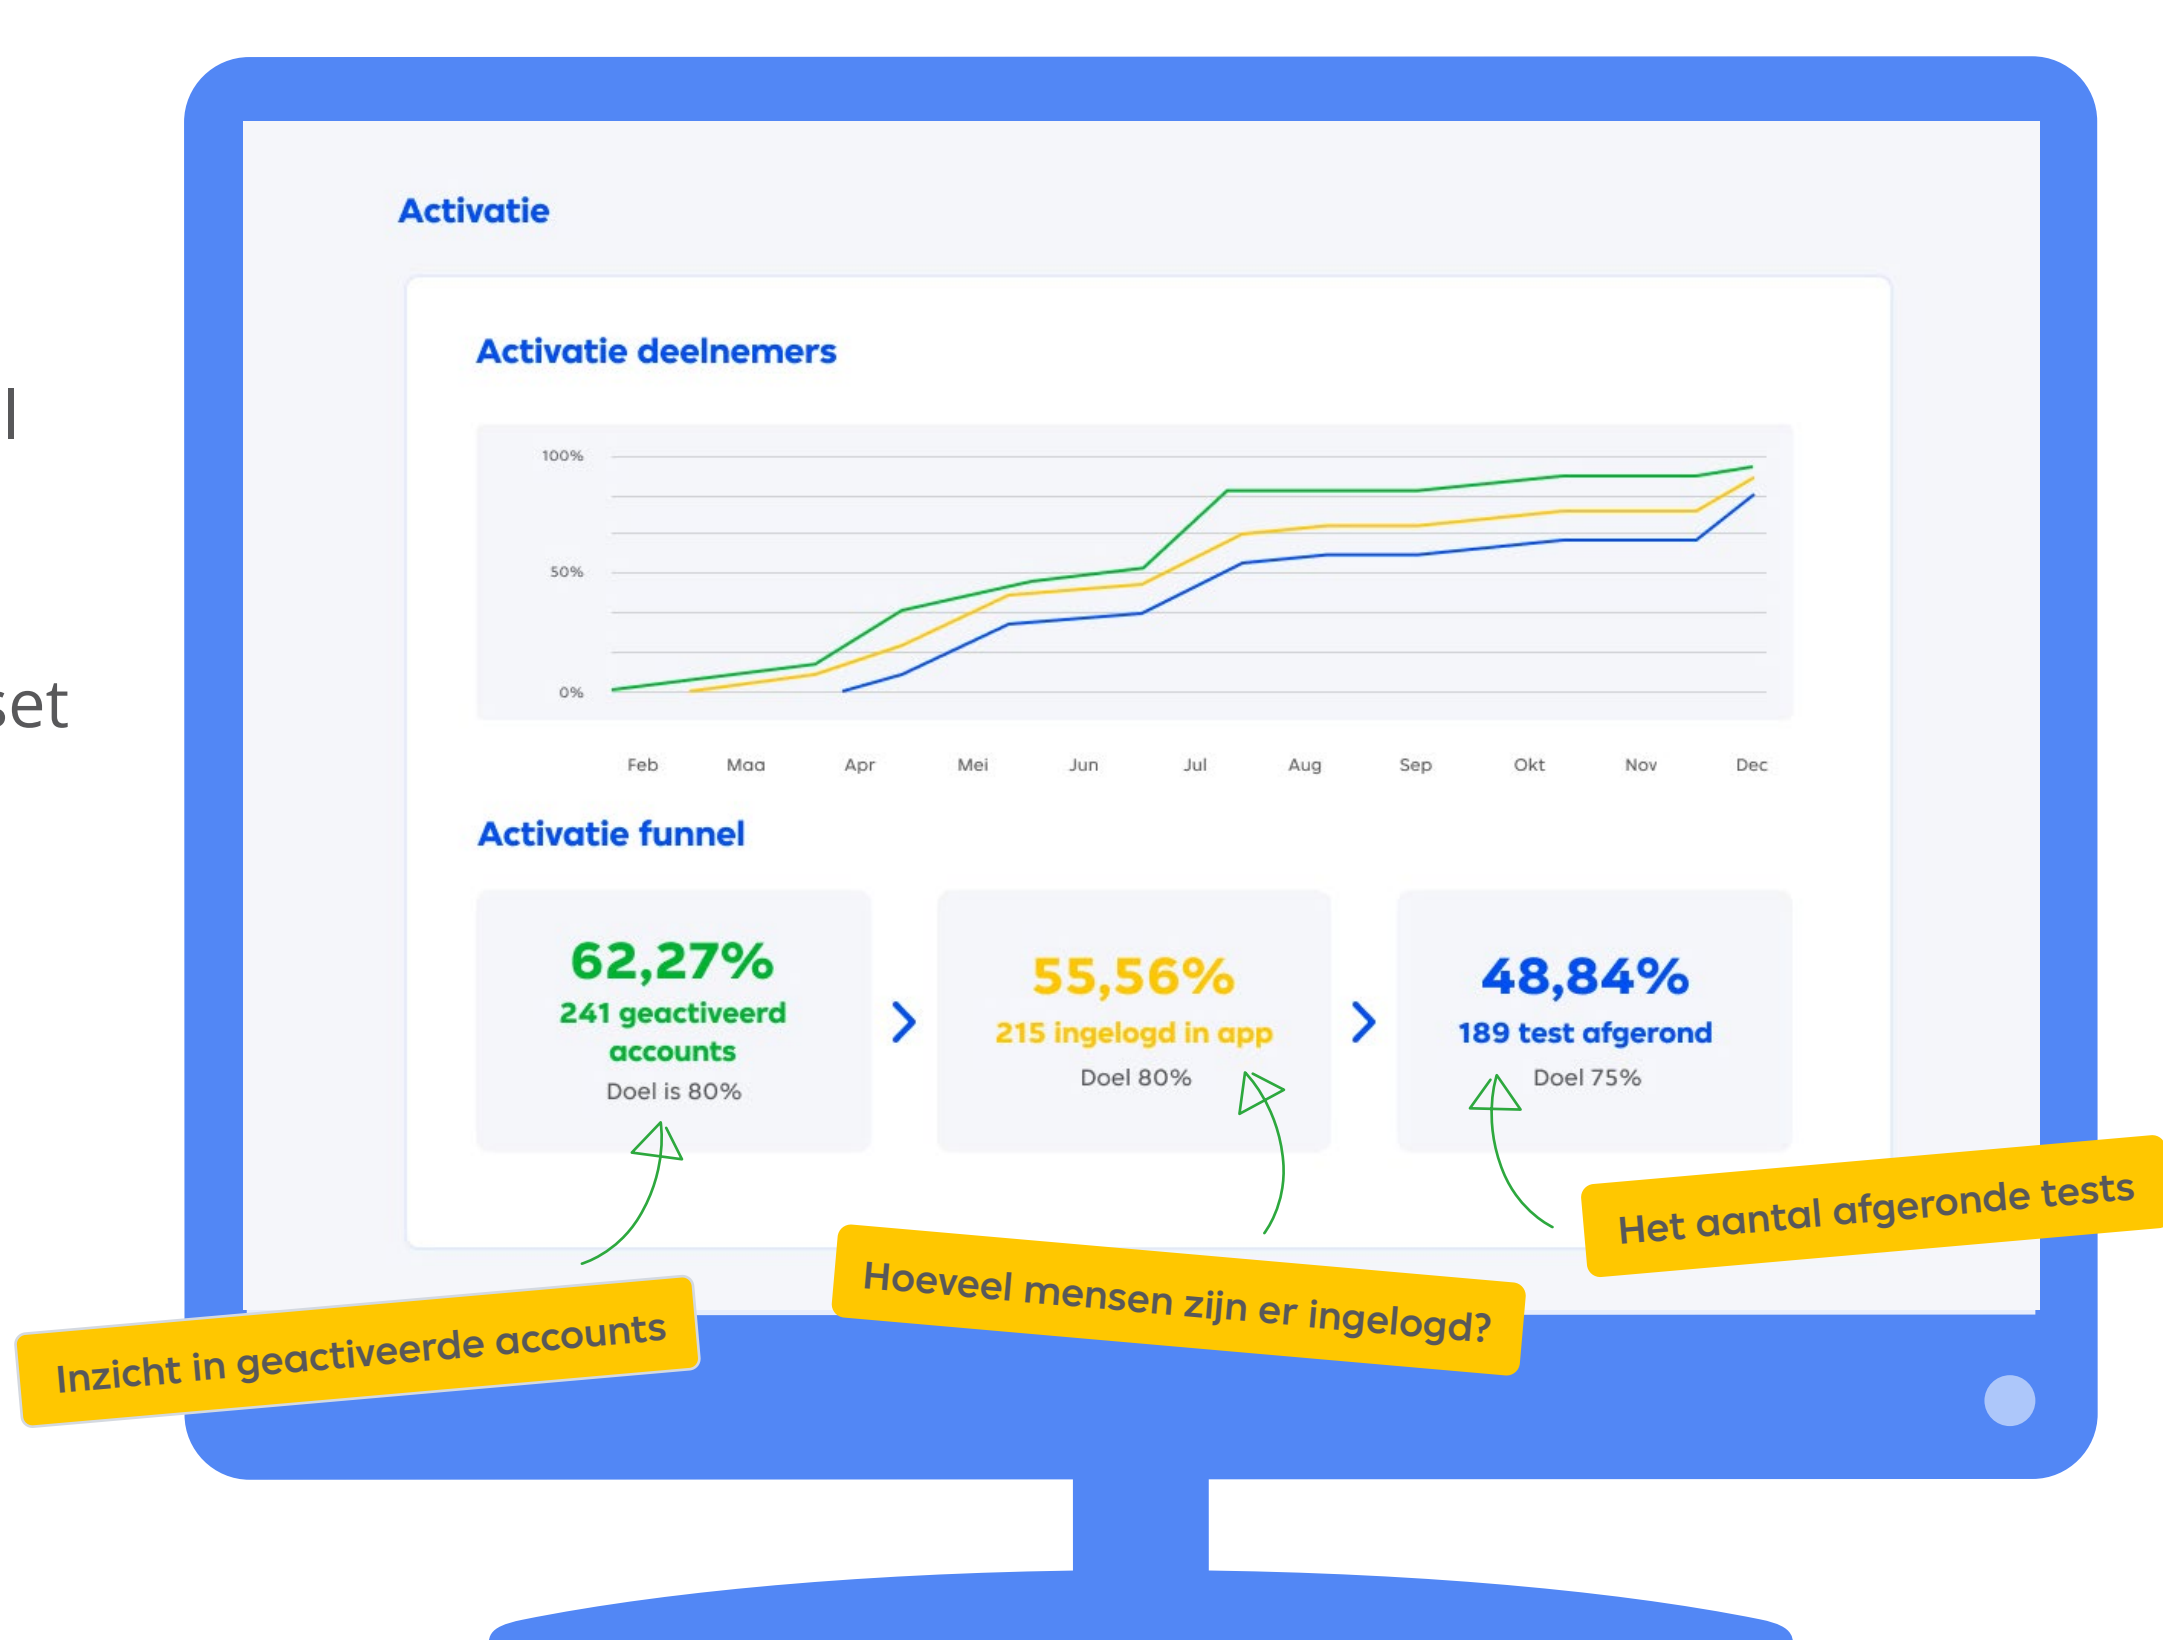 l
set
Activatie
Activatie deelnemers
100%
50%
0%
Feb Maa Apr Mei Jun Jul Aug Sep Okt Nov Dec
Activatie funnel
62,27%
241 geactiveerd
accounts
Doel is 80%
55,56%
215 ingelogd in app
Doel 80%
48,84%
189 test afgerond
Doel 75%
Inzicht in geactiveerde accounts
Hoeveel mensen zijn er ingelogd?
Het aantal afgeronde tests